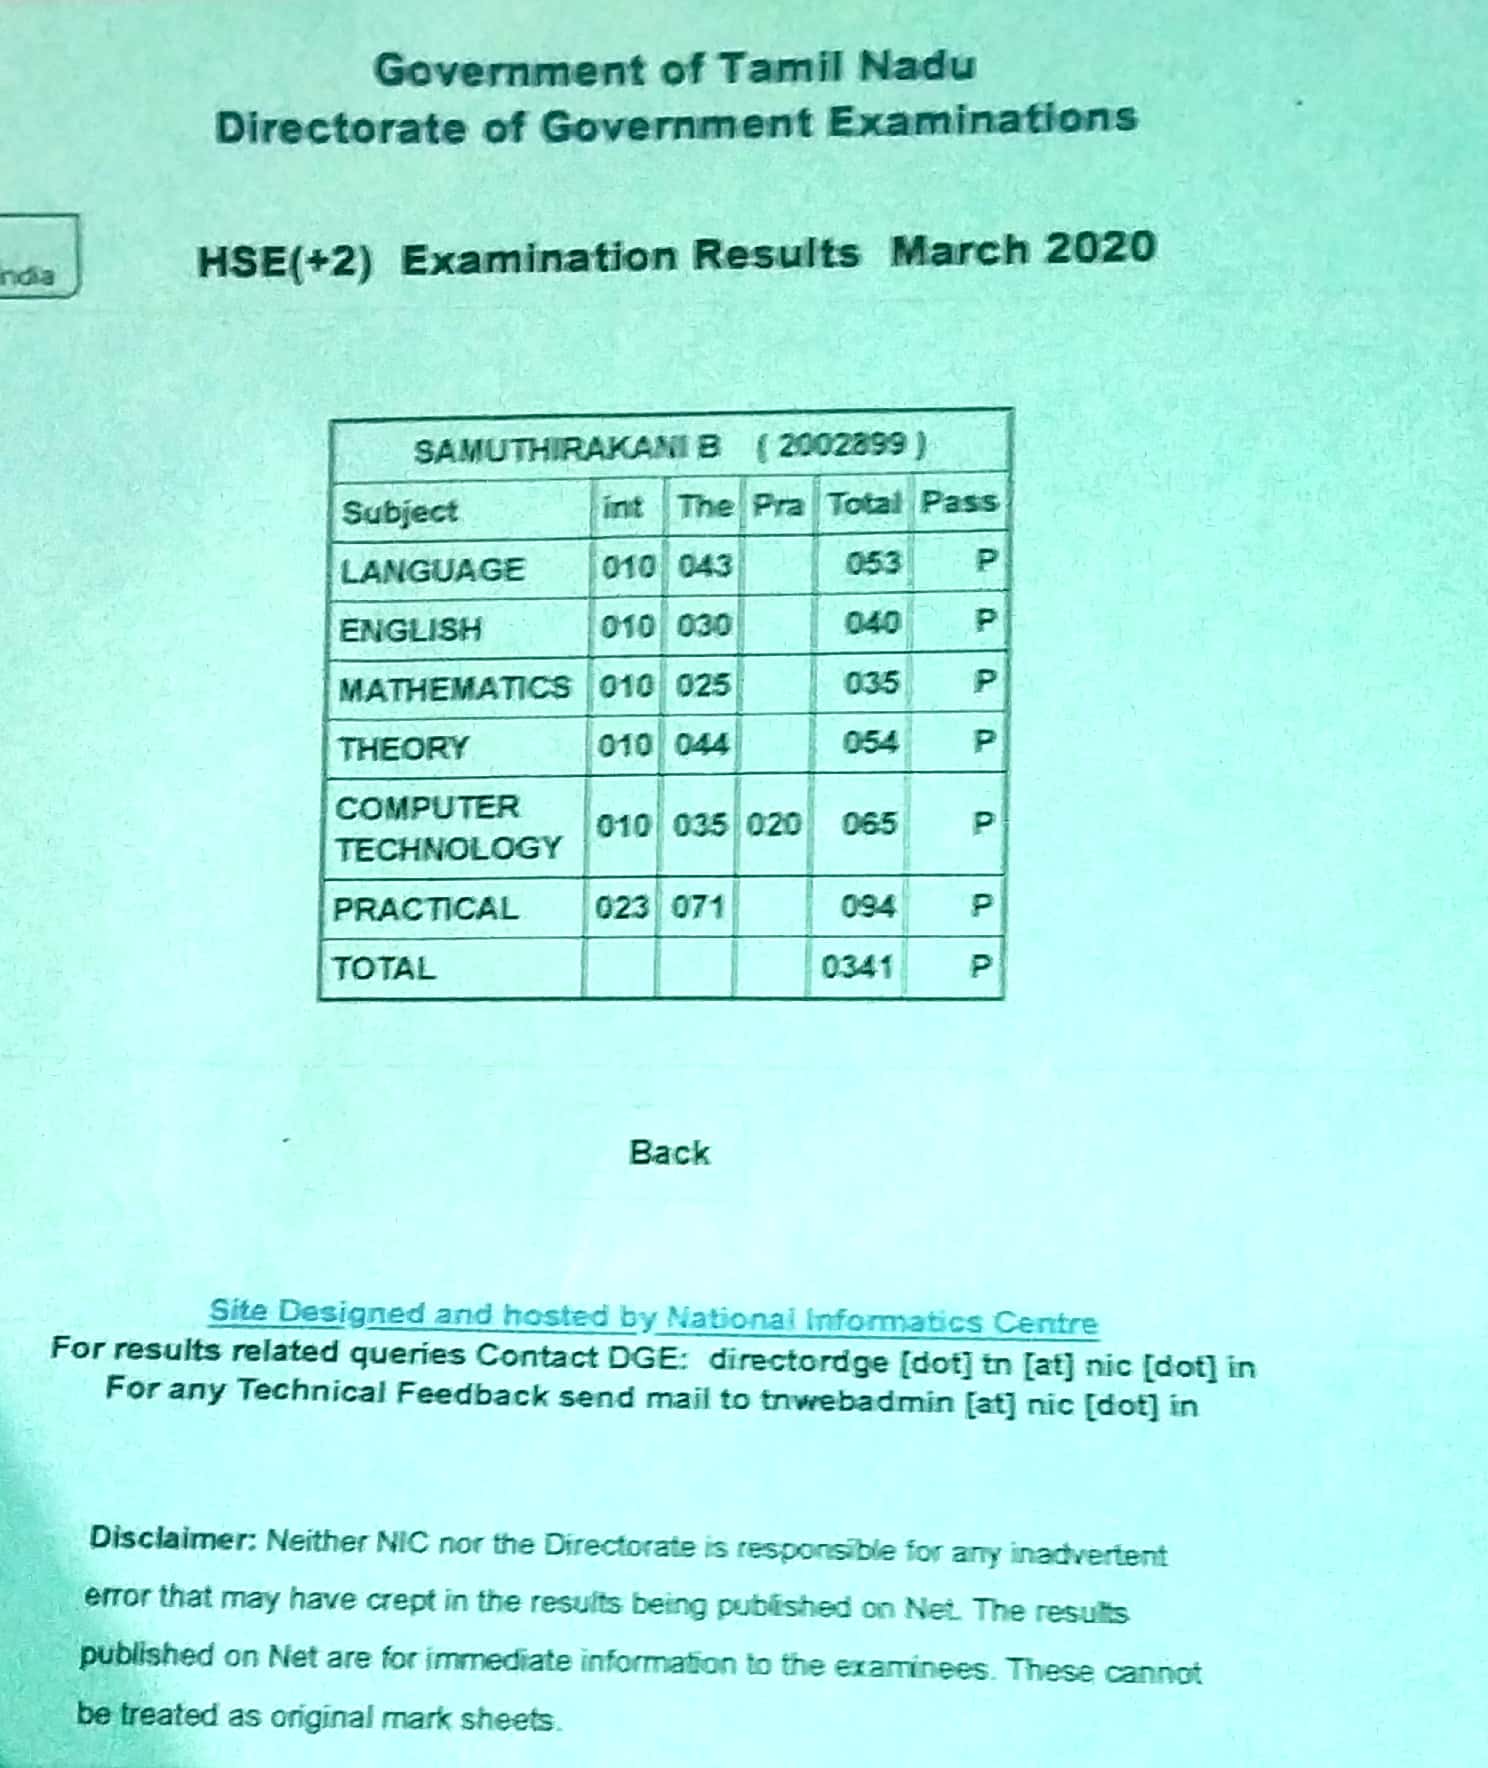 Government of Tamil Nadu
Directorate of Government Examinations
ndia
HSE(+2) Examination Results March 2020
SAMUTHIRAKANI B ( 2002899 )
Subject int The Pra Total Pass
LANGUAGE 010 043 053 P
ENGLISH 010 030 040 P
MATHEMATICS 010 025 035 P
THEORY 010 044 054 P
COMPUTER
TECHNOLOGY 010 035 020 065 P
PRACTICAL 023 071 094 P
TOTAL 0341 P
Back
Site Designed and hosted by National Informatics Centre
For results related queries Contact DGE: directordge [dot] tn [at] nic [dot] in
For any Technical Feedback send mail to tnwebadmin [at] nic [dot] in
Disclaimer: Neither NIC nor the Directorate is responsible for any inadvertent
error that may have crept in the results being published on Net. The results
published on Net are for immediate information to the examinees. These cannot
be treated as original mark sheets.